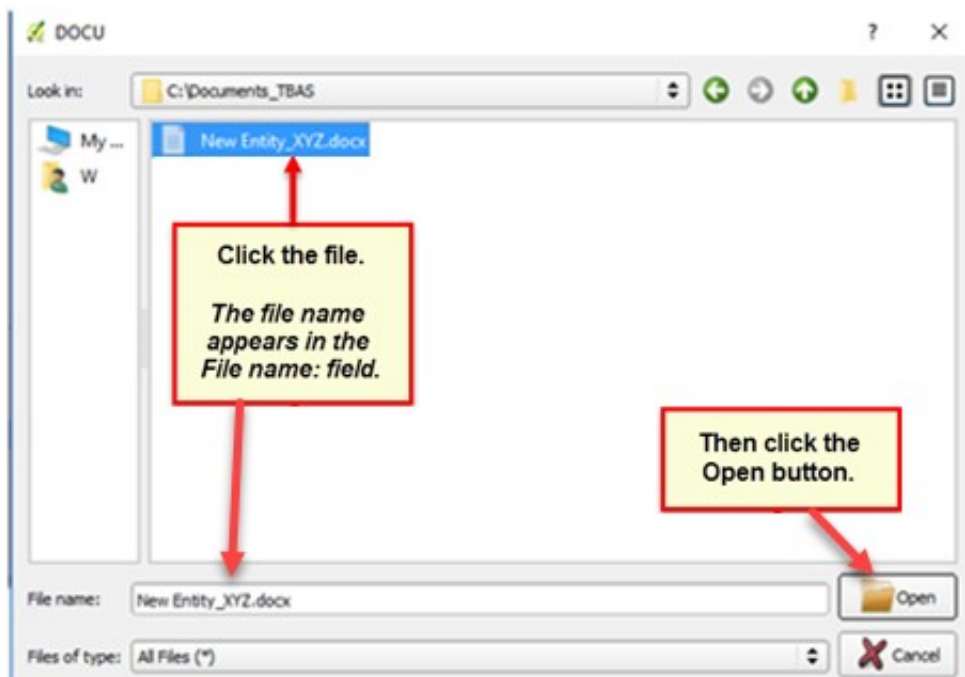 DOCU
Look in: C:\Documents_TBAS
My ...
W
New Entity_XYZ.docx
Click the file.
The file name
appears in the
File name: field.
Then click the
Open button.
File name: New Entity_XYZ.docx Open
Files of type: All Files (*) Cancel